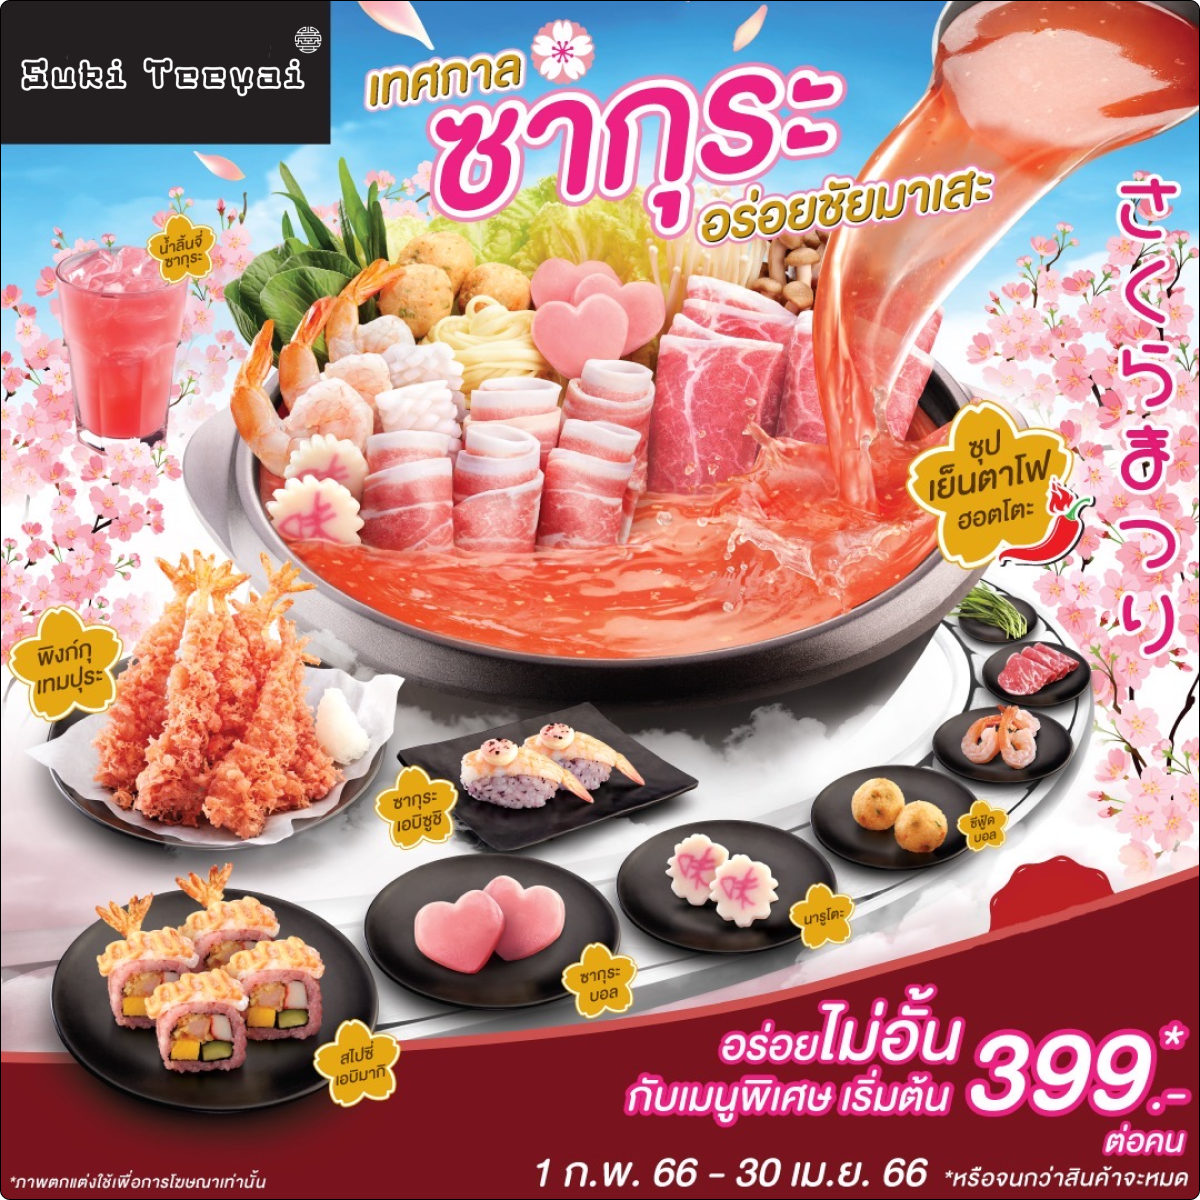 Suki Teeyai
เทศกาล
ซากุระ
อร่อยชัยมาเสะ
さくらまつり
น้ำลิ้นจี่
ซากุระ
ซุป
เย็นตาโฟ
ฮอตโตะ
พิงก์กุ
เทมปุระ
ซากุระ
เอบิซูชิ
ซีฟู้ด
บอล
味
味
味
味
นารูโตะ
ซากุระ
บอล
สไปซี่
เอบิมากิ
อร่อยไม่อั้น
กับเมนูพิเศษ เริ่มต้น 399.-*
ต่อคน
1 ก.พ. 66 - 30 เม.ย. 66 *หรือจนกว่าสินค้าจะหมด
*ภาพตกแต่งใช้เพื่อการโฆษณาเท่านั้น